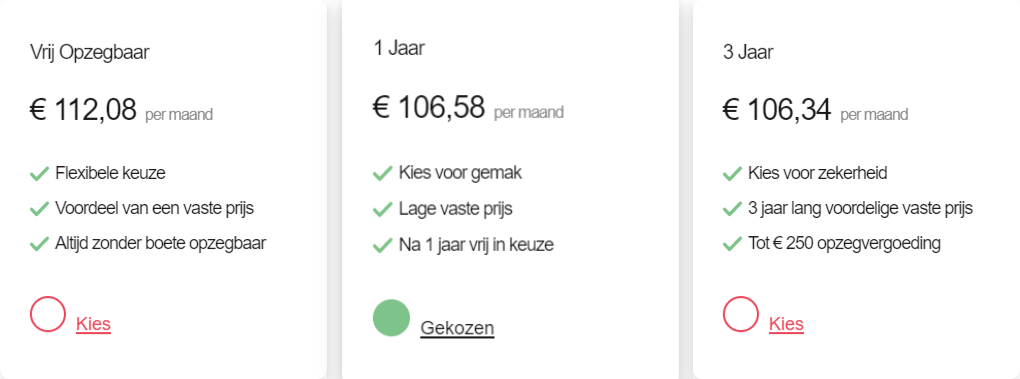 Vrij Opzegbaar
€ 112,08 per maand
Flexibele keuze
Voordeel van een vaste prijs
Altijd zonder boete opzegbaar
Kies
1 Jaar
€ 106,58 per maand
Kies voor gemak
Lage vaste prijs
Na 1 jaar vrij in keuze
Gekozen
3 Jaar
€ 106,34 per maand
Kies voor zekerheid
3 jaar lang voordelige vaste prijs
Tot € 250 opzegvergoeding
Kies